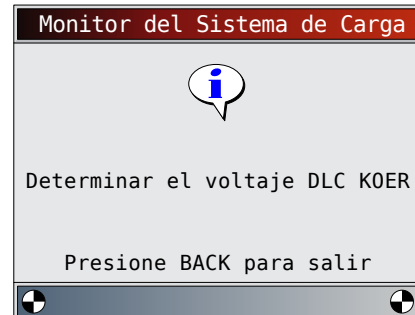 Monitor del Sistema de Carga
Determinar el voltaje DLC KOER
Presione BACK para salir